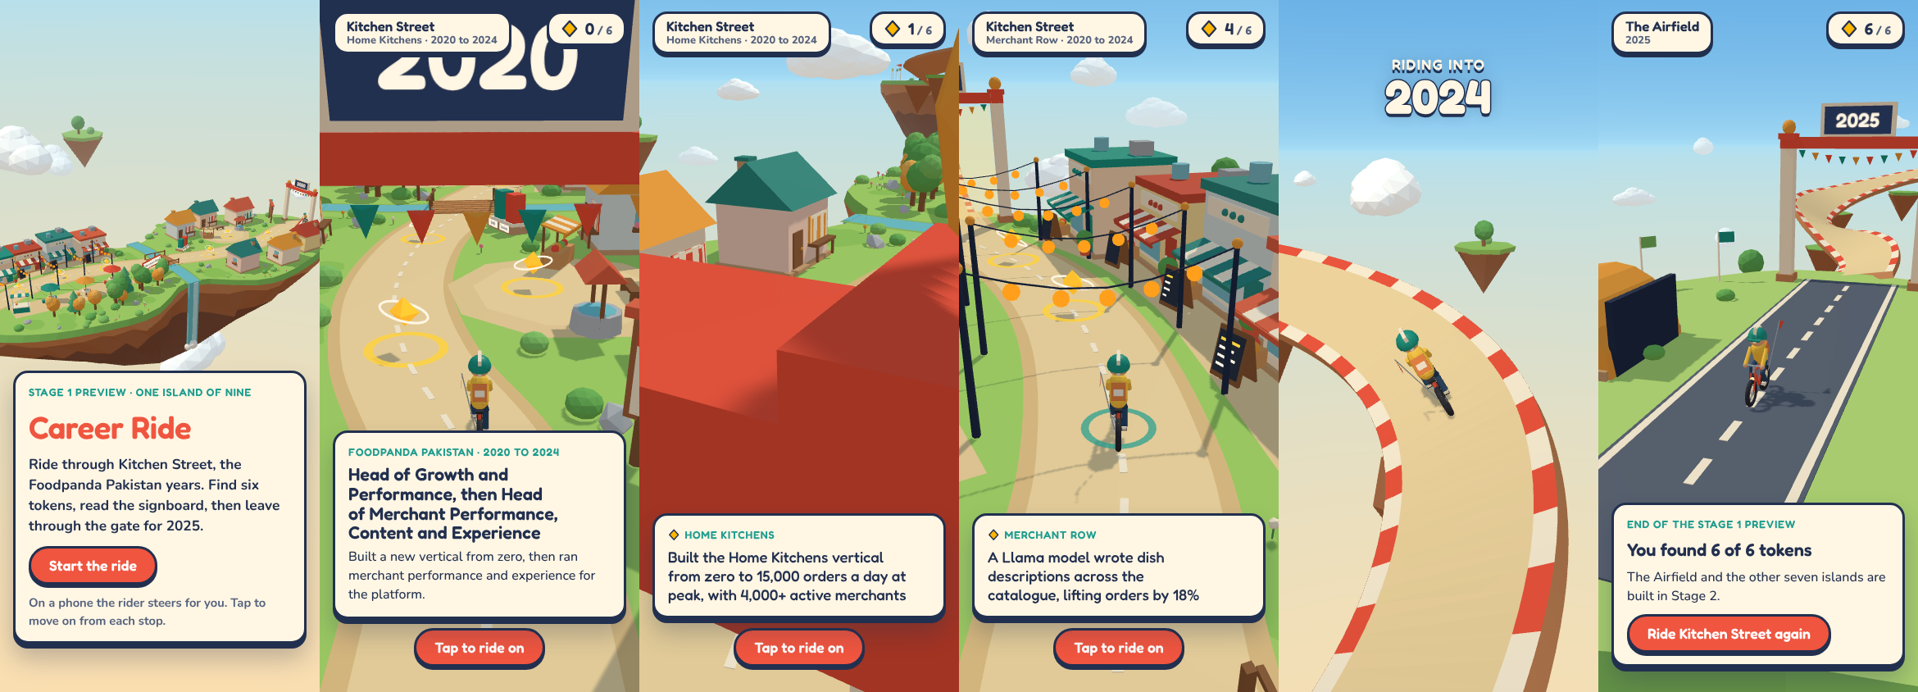 STAGE 1 PREVIEW · ONE ISLAND OF NINE
Career Ride
Ride through Kitchen Street, the
Foodpanda Pakistan years. Find six
tokens, read the signboard, then leave
through the gate for 2025.
Start the ride
On a phone the rider steers for you. Tap to
move on from each stop.
Kitchen Street
Home Kitchens · 2020 to 2024
0 / 6
2020
FOODPANDA PAKISTAN · 2020 TO 2024
Head of Growth and
Performance, then Head
of Merchant Performance,
Content and Experience
Built a new vertical from zero, then ran
merchant performance and experience for
the platform.
Tap to ride on
Kitchen Street
Home Kitchens · 2020 to 2024
1 / 6
HOME KITCHENS
Built the Home Kitchens vertical
from zero to 15,000 orders a day at
peak, with 4,000+ active merchants
Tap to ride on
Kitchen Street
Merchant Row · 2020 to 2024
4 / 6
MERCHANT ROW
A Llama model wrote dish
descriptions across the
catalogue, lifting orders by 18%
Tap to ride on
RIDING INTO
2024
The Airfield
2025
6 / 6
2025
END OF THE STAGE 1 PREVIEW
You found 6 of 6 tokens
The Airfield and the other seven islands are
built in Stage 2.
Ride Kitchen Street again